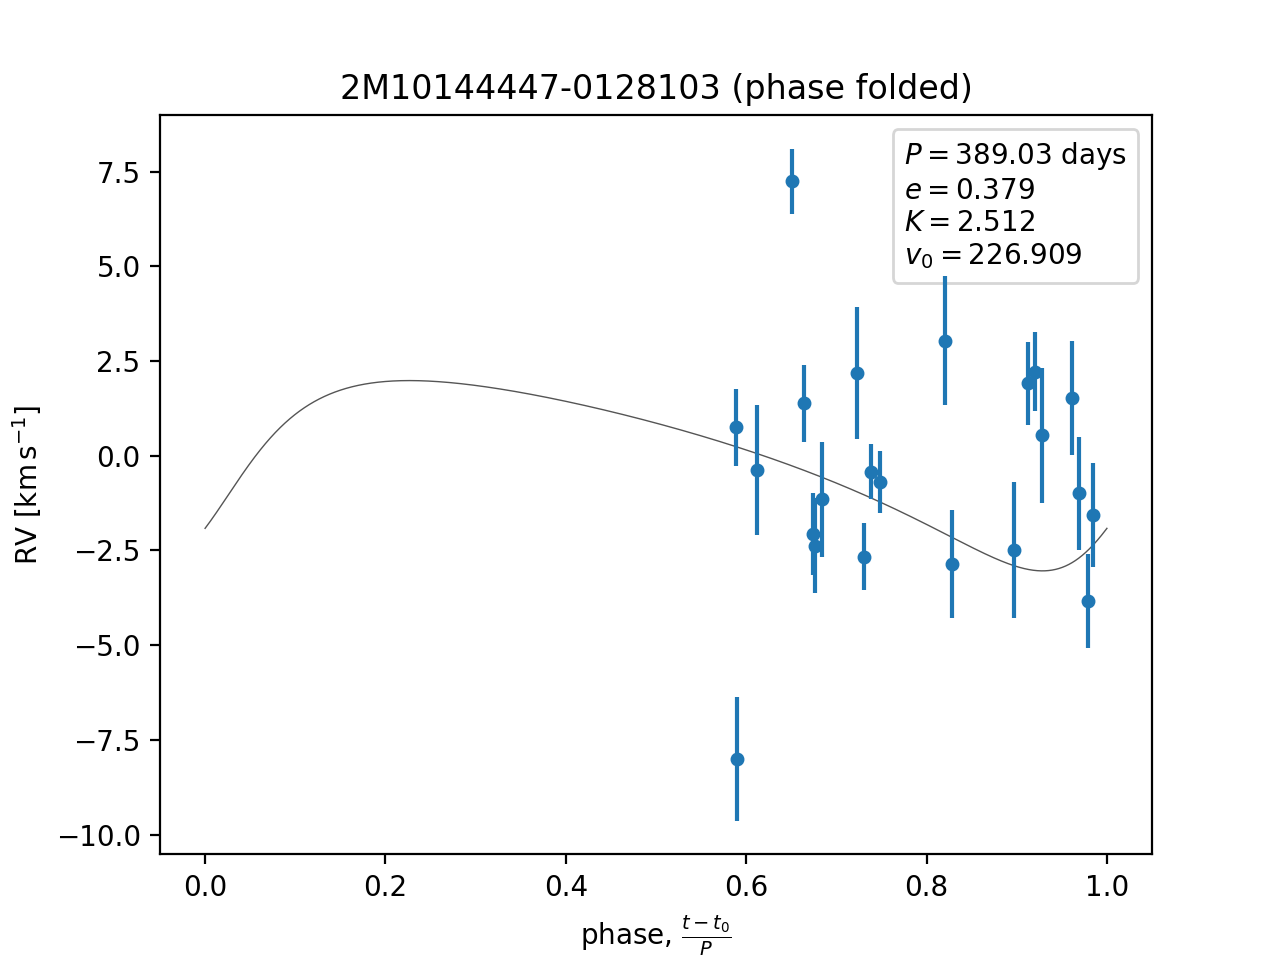 2M10144447-0128103 (phase folded)
P = 389.03 days
e = 0.379
K = 2.512
v₀ = 226.909
7.5
5.0
2.5
0.0
−2.5
−5.0
−7.5
−10.0
RV [km s⁻¹]
0.0 0.2 0.4 0.6 0.8 1.0
phase, (t − t₀)/P